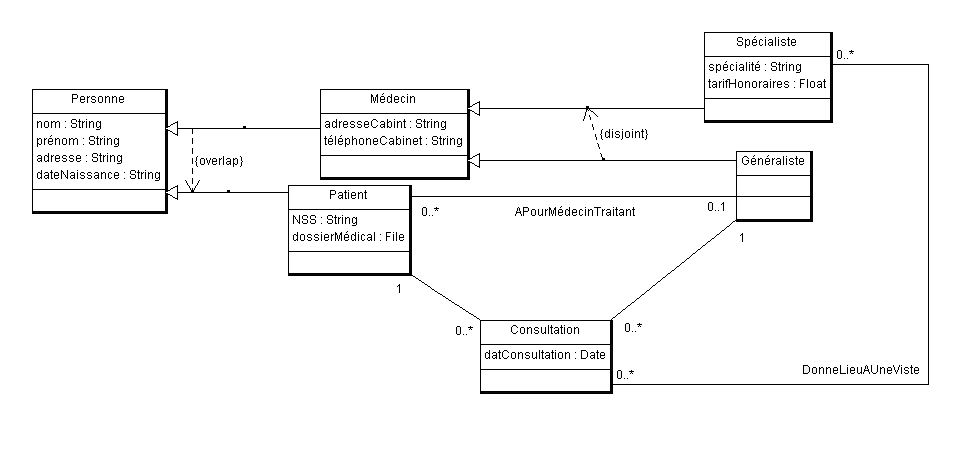 Spécialiste
0..*
spécialité : String
tarifHonoraires : Float
Personne
nom : String
prénom : String
adresse : String
dateNaissance : String
Médecin
adresseCabint : String
téléphoneCabinet : String
{disjoint}
{overlap}
Généraliste
Patient
NSS : String
dossierMédical : File
0..*
APourMédecinTraitant
0..1
1
1
0..*
Consultation
0..*
datConsultation : Date
0..*
DonneLieuAUneViste